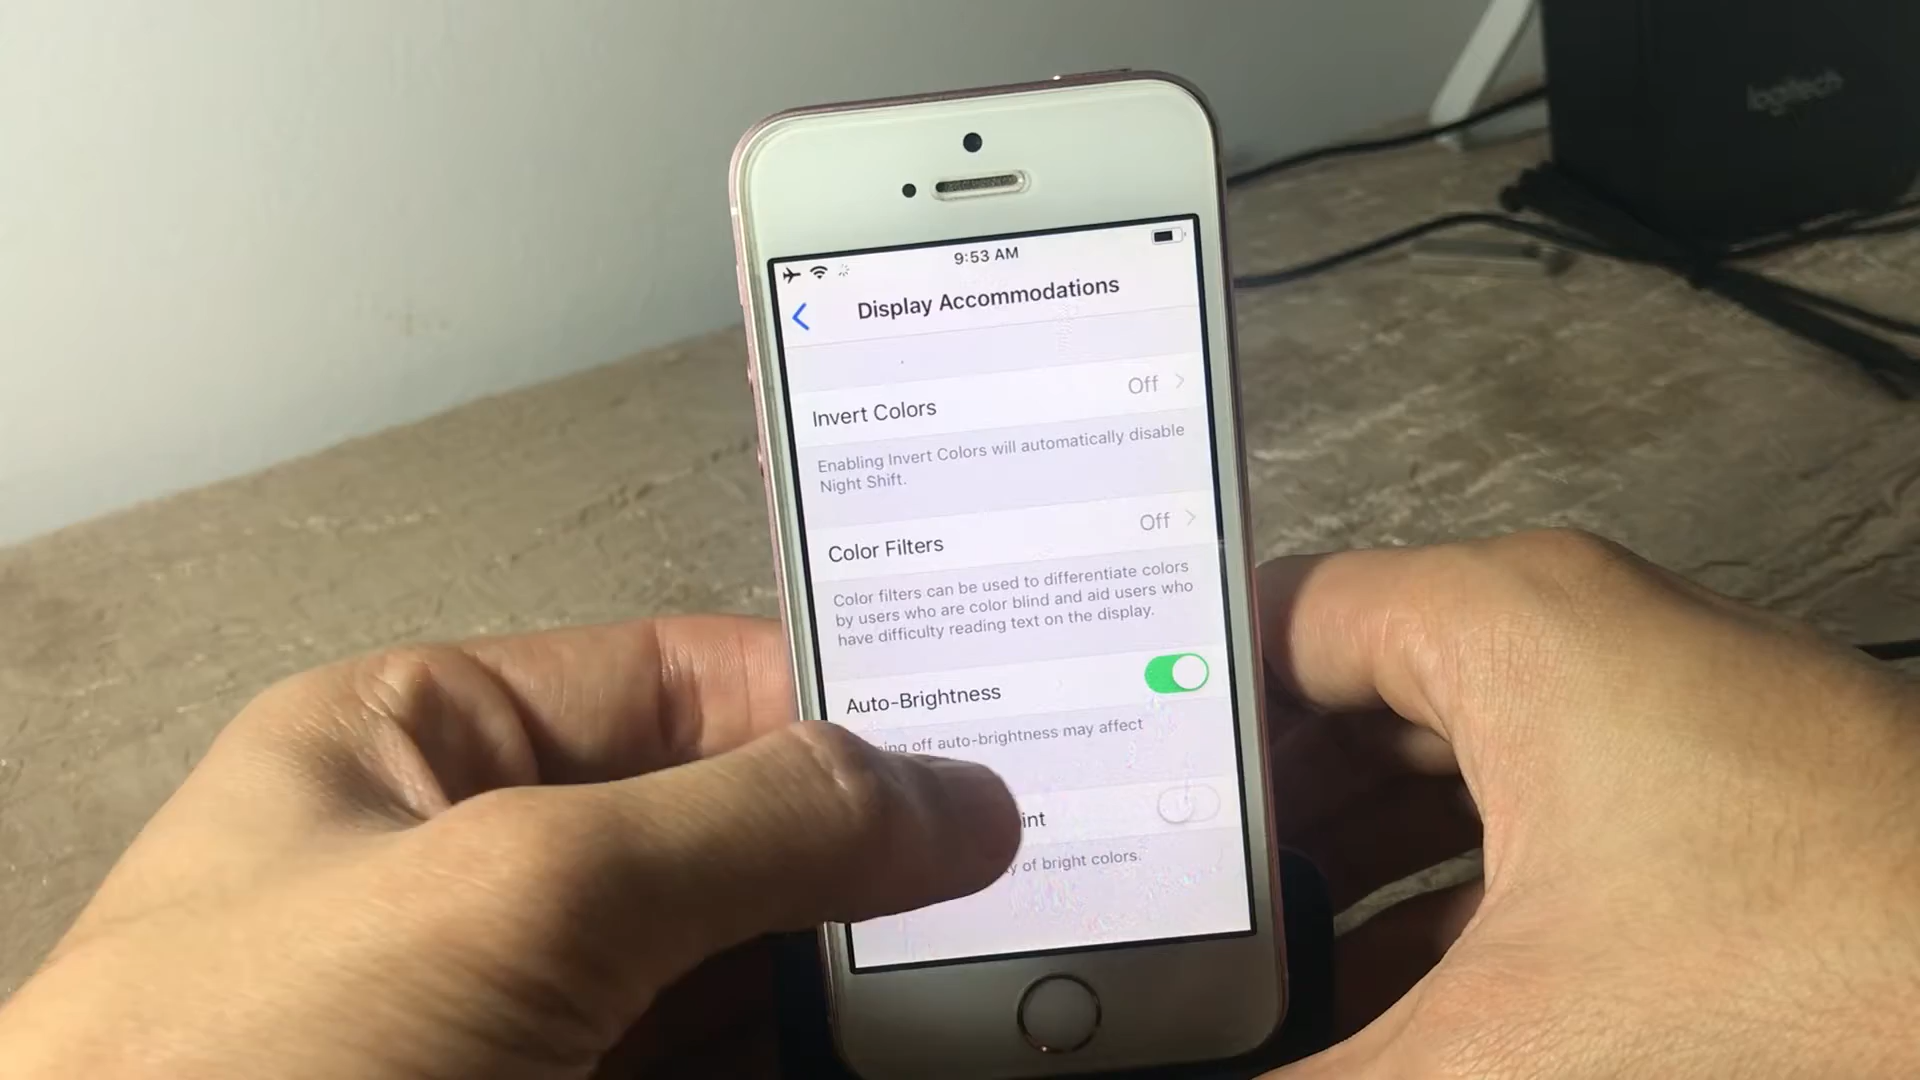 logitech
9:53 AM
Display Accommodations
Invert Colors Off
Enabling Invert Colors will automatically disable
Night Shift.
Color Filters Off
Color filters can be used to differentiate colors
by users who are color blind and aid users who
have difficulty reading text on the display.
Auto-Brightness
ing off auto-brightness may affect
int
y of bright colors.